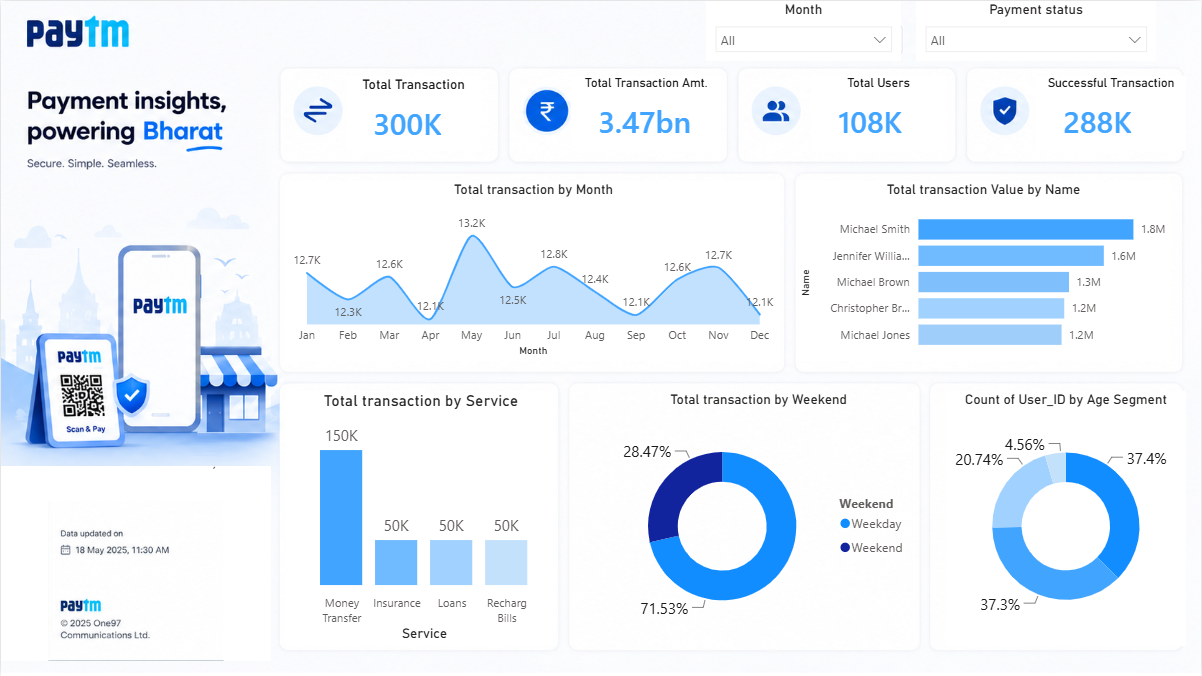 paytm
Payment insights,
powering Bharat
Secure. Simple. Seamless.
paytm
paytm
Scan & Pay
Data updated on
18 May 2025, 11:30 AM
paytm
© 2025 One97
Communications Ltd.
Month
All
Payment status
All
Total Transaction
300K
Total Transaction Amt.
₹
3.47bn
Total Users
108K
Successful Transaction
288K
Total transaction by Month
12.7K
12.3K
12.6K
12.1K
13.2K
12.5K
12.8K
12.4K
12.1K
12.6K
12.7K
12.1K
Jan Feb Mar Apr May Jun Jul Aug Sep Oct Nov Dec
Month
Total transaction Value by Name
Name
Michael Smith 1.8M
Jennifer Willia... 1.6M
Michael Brown 1.3M
Christopher Br... 1.2M
Michael Jones 1.2M
Total transaction by Service
150K
50K 50K 50K
Money Insurance Loans Recharg
Transfer Bills
Service
Total transaction by Weekend
28.47%
71.53%
Weekend
Weekday
Weekend
Count of User_ID by Age Segment
4.56%
20.74%
37.4%
37.3%